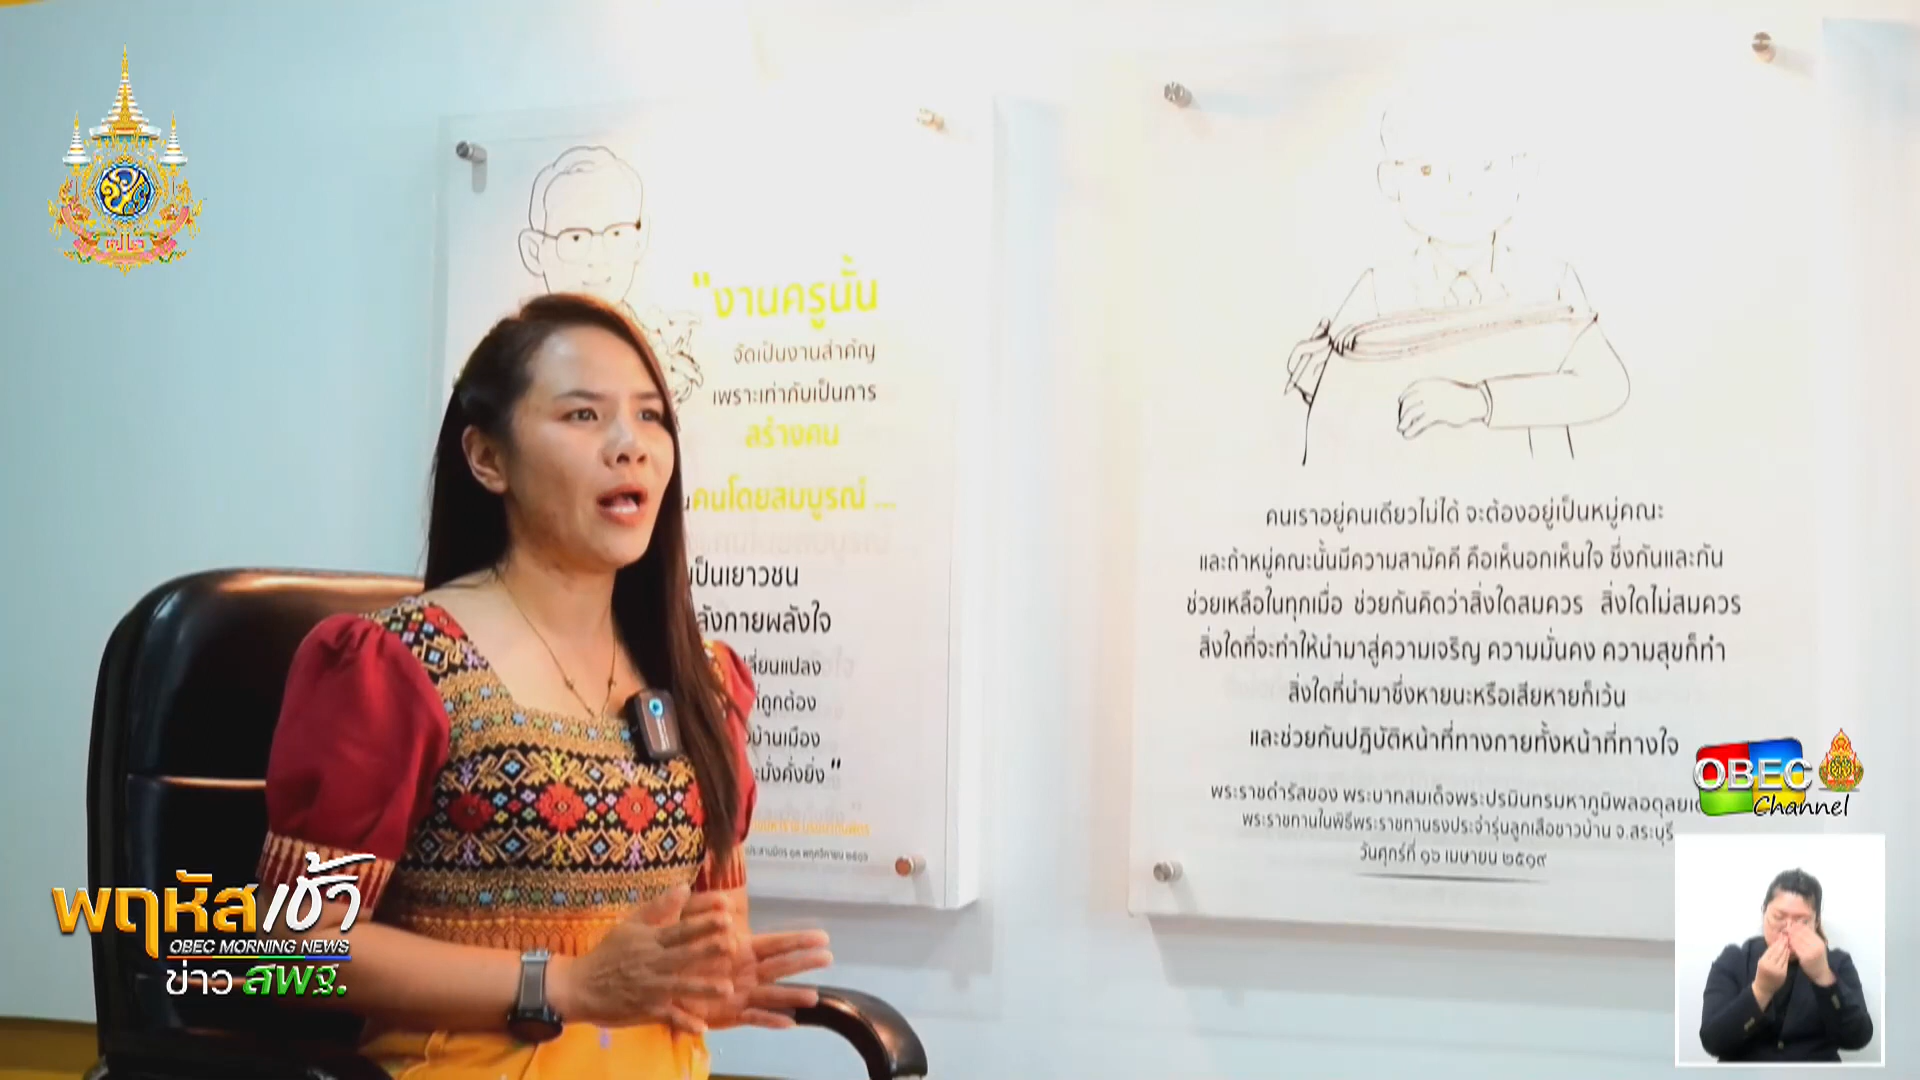 "งานครูนั้น
จัดเป็นงานสำคัญ
เพราะเท่ากับเป็นการ
สร้างคน
คนโดยสมบูรณ์ ...
เป็นเยาวชน
ลังกายพลังใจ
ลี่ยนแปลง
ที่ถูกต้อง
บ้านเมือง
ะมั่งคั่งยิ่ง"
คนเราอยู่คนเดียวไม่ได้ จะต้องอยู่เป็นหมู่คณะ
และถ้าหมู่คณะนั้นมีความสามัคคี คือเห็นอกเห็นใจ ซึ่งกันและกัน
ช่วยเหลือในทุกเมื่อ ช่วยกันคิดว่าสิ่งใดสมควร สิ่งใดไม่สมควร
สิ่งใดที่จะทำให้นำมาสู่ความเจริญ ความมั่นคง ความสุขก็ทำ
สิ่งใดที่นำมาซึ่งหายนะหรือเสียหายก็เว้น
และช่วยกันปฏิบัติหน้าที่ทางกายทั้งหน้าที่ทางใจ
พระราชดำรัสของ พระบาทสมเด็จพระปรมินทรมหาภูมิพลอดุลยเด
พระราชทานในพิธีพระราชทานธงประจำรุ่นลูกเสือชาวบ้าน จ.สระบุรี
วันศุกร์ที่ ๑๖ เมษายน ๒๕๑๙
OBEC
Channel
พฤหัสเช้า
OBEC MORNING NEWS
ข่าว สพฐ.
๗๒